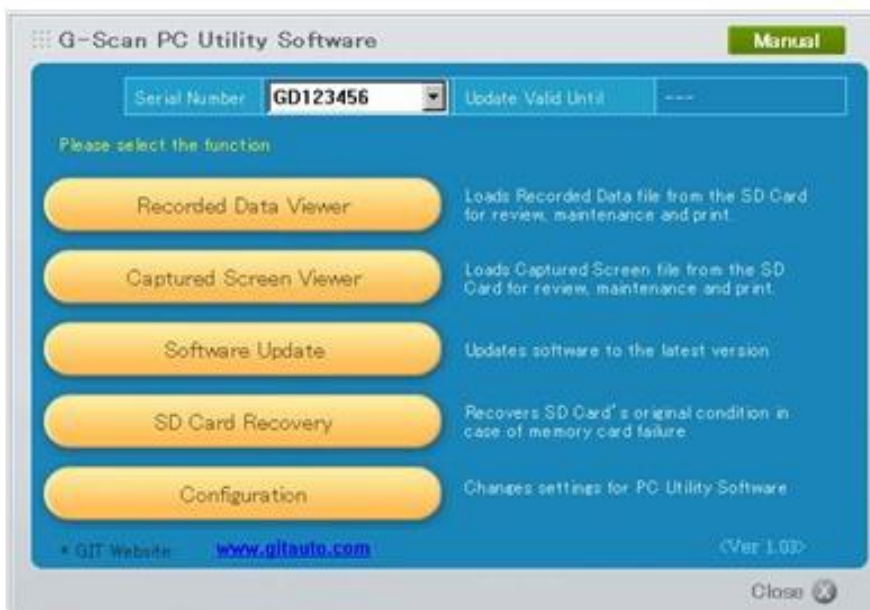 G-Scan PC Utility Software
Manual
Serial Number
GD123456
Update Valid Until
---
Please select the function
Recorded Data Viewer
Loads Recorded Data file from the SD Card
for review, maintenance and print.
Captured Screen Viewer
Loads Captured Screen file from the SD
Card for review, maintenance and print.
Software Update
Updates software to the latest version
SD Card Recovery
Recovers SD Card's original condition in
case of memory card failure
Configuration
Changes settings for PC Utility Software
* GIT Website
www.gitauto.com
<Ver 1.03>
Close